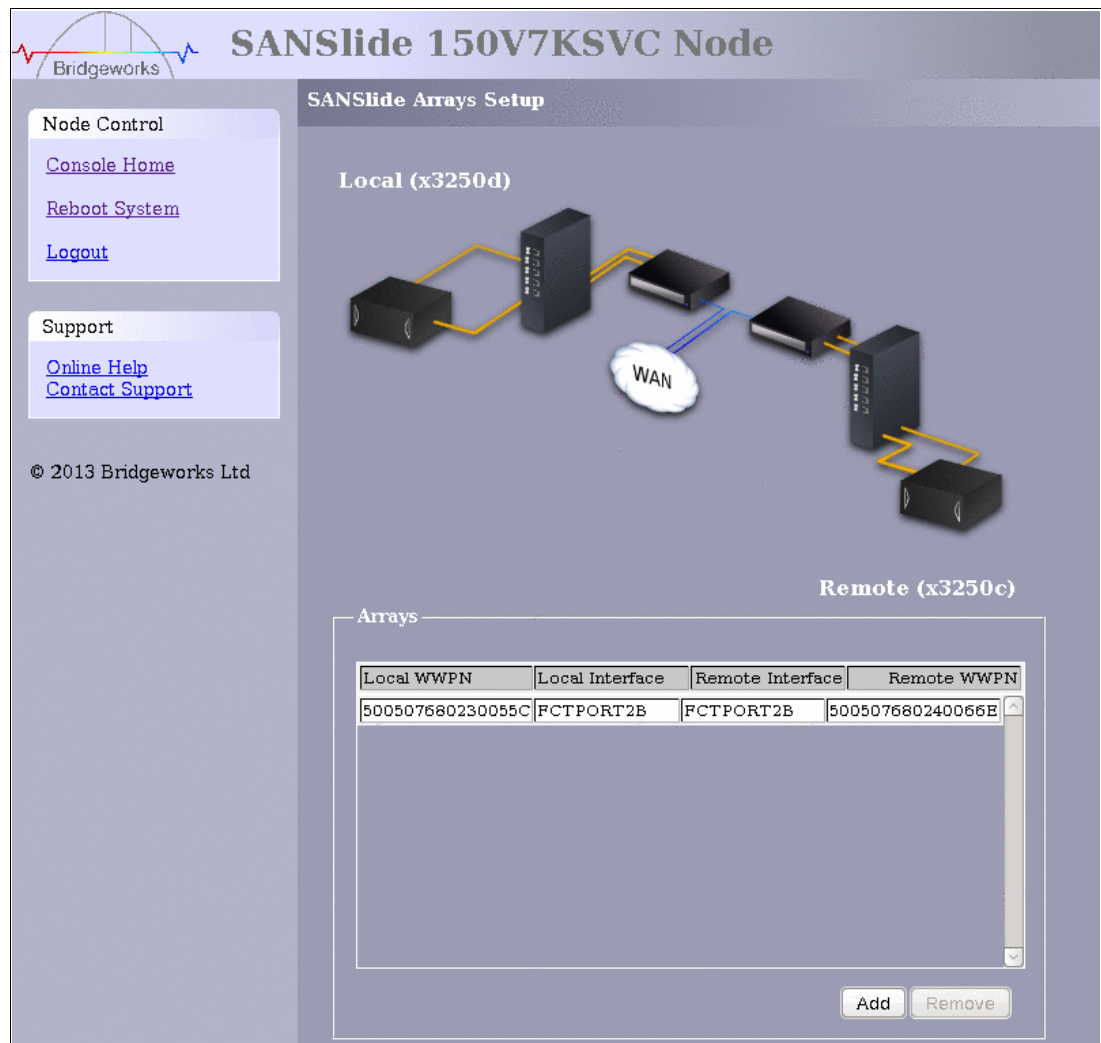 Bridgeworks
SANSlide 150V7KSVC Node
SANSlide Arrays Setup
Node Control
Console Home
Reboot System
Logout
Support
Online Help
Contact Support
© 2013 Bridgeworks Ltd
Local (x3250d)
WAN
Remote (x3250c)
Arrays
Local WWPN Local Interface Remote Interface Remote WWPN
500507680230055C FCTPORT2B FCTPORT2B 500507680240066E
Add Remove